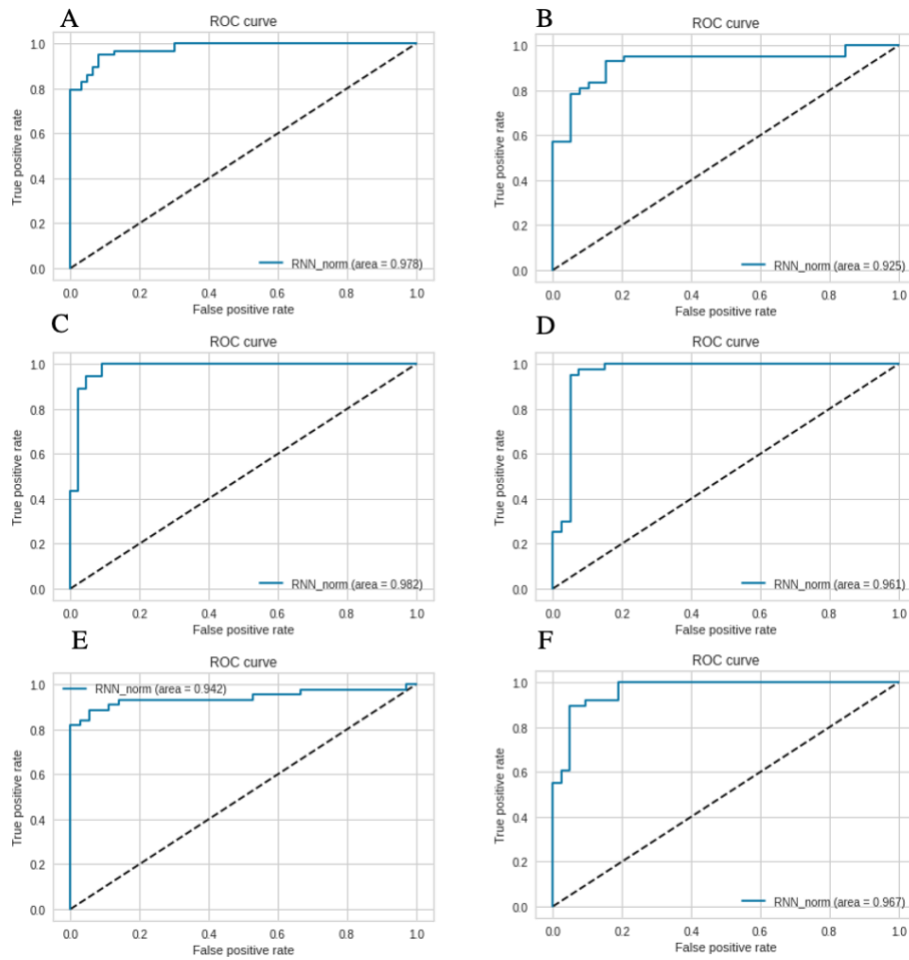 A
ROC curve
1.0
0.8
0.6
0.4
0.2
0.0
True positive rate
RNN_norm (area = 0.978)
0.0 0.2 0.4 0.6 0.8 1.0
False positive rate
B
ROC curve
1.0
0.8
0.6
0.4
0.2
0.0
True positive rate
RNN_norm (area = 0.925)
0.0 0.2 0.4 0.6 0.8 1.0
False positive rate
C
ROC curve
1.0
0.8
0.6
0.4
0.2
0.0
True positive rate
RNN_norm (area = 0.982)
0.0 0.2 0.4 0.6 0.8 1.0
False positive rate
D
ROC curve
1.0
0.8
0.6
0.4
0.2
0.0
True positive rate
RNN_norm (area = 0.961)
0.0 0.2 0.4 0.6 0.8 1.0
False positive rate
E
ROC curve
RNN_norm (area = 0.942)
1.0
0.8
0.6
0.4
0.2
0.0
True positive rate
0.0 0.2 0.4 0.6 0.8 1.0
False positive rate
F
ROC curve
1.0
0.8
0.6
0.4
0.2
0.0
True positive rate
RNN_norm (area = 0.967)
0.0 0.2 0.4 0.6 0.8 1.0
False positive rate